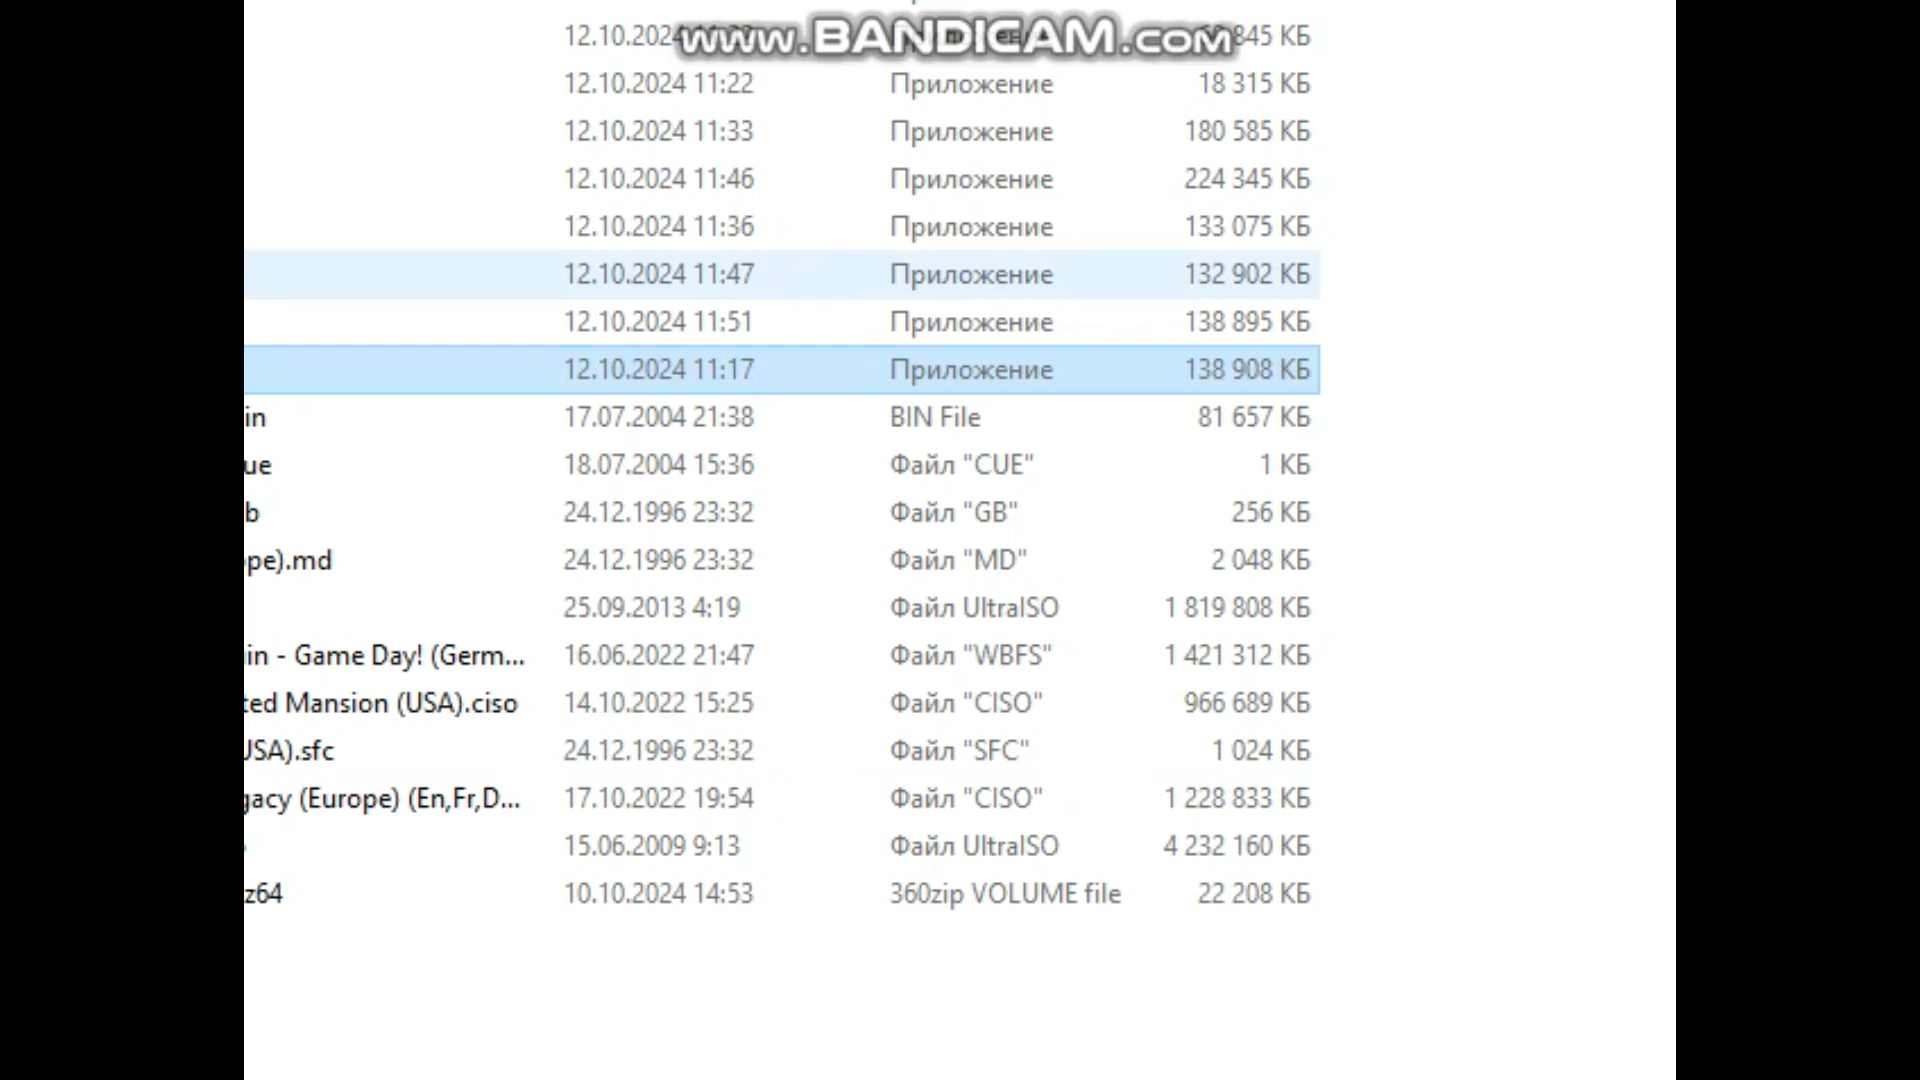 www.BANDICAM.com
12.10.2024 845 КБ
12.10.2024 11:22 Приложение 18 315 КБ
12.10.2024 11:33 Приложение 180 585 КБ
12.10.2024 11:46 Приложение 224 345 КБ
12.10.2024 11:36 Приложение 133 075 КБ
12.10.2024 11:47 Приложение 132 902 КБ
12.10.2024 11:51 Приложение 138 895 КБ
12.10.2024 11:17 Приложение 138 908 КБ
in 17.07.2004 21:38 BIN File 81 657 КБ
ue 18.07.2004 15:36 Файл "CUE" 1 КБ
b 24.12.1996 23:32 Файл "GB" 256 КБ
pe).md 24.12.1996 23:32 Файл "MD" 2 048 КБ
25.09.2013 4:19 Файл UltraISO 1 819 808 КБ
in - Game Day! (Germ... 16.06.2022 21:47 Файл "WBFS" 1 421 312 КБ
ted Mansion (USA).ciso 14.10.2022 15:25 Файл "CISO" 966 689 КБ
USA).sfc 24.12.1996 23:32 Файл "SFC" 1 024 КБ
gacy (Europe) (En,Fr,D... 17.10.2022 19:54 Файл "CISO" 1 228 833 КБ
15.06.2009 9:13 Файл UltraISO 4 232 160 КБ
z64 10.10.2024 14:53 360zip VOLUME file 22 208 КБ